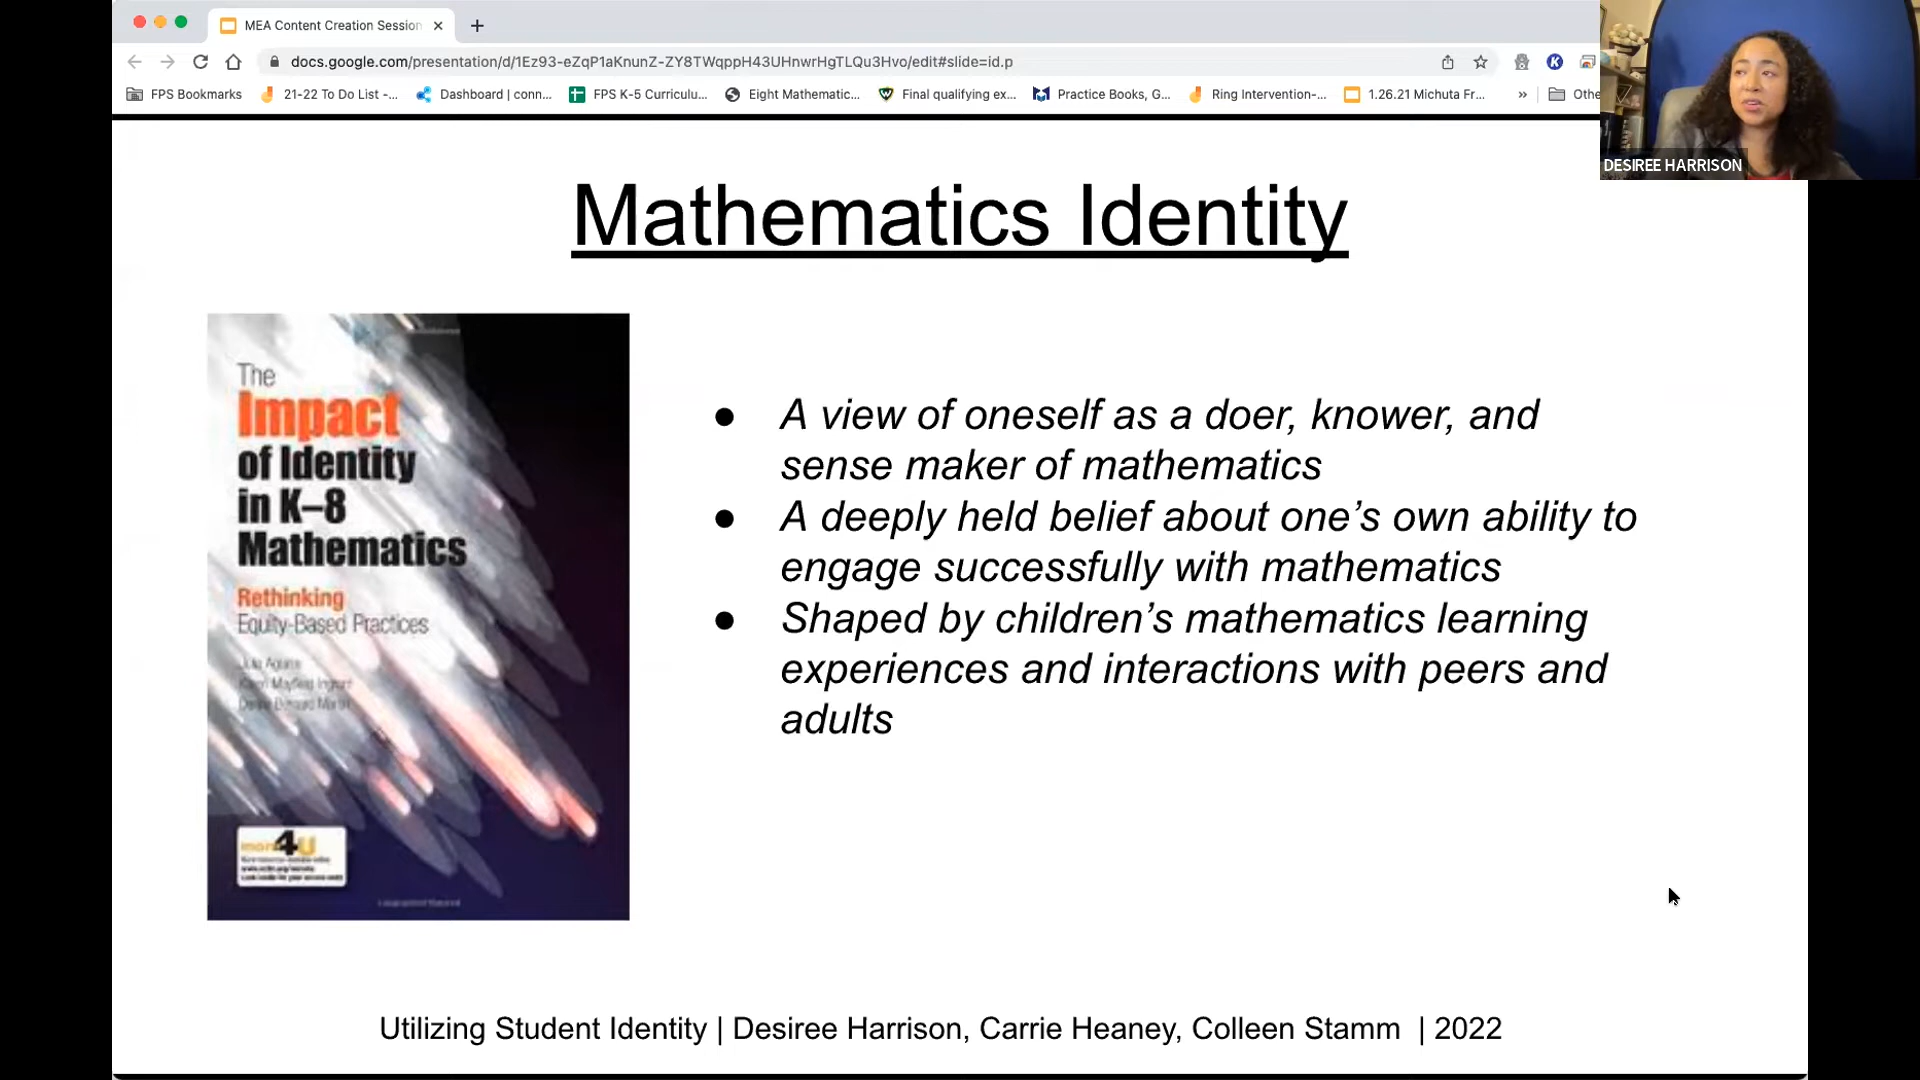 MEA Content Creation Session
docs.google.com/presentation/d/1Ez93-eZqP1aKnunZ-ZY8TWqppH43UHnwrHgTLQu3Hvo/edit#slide=id.p
FPS Bookmarks 21-22 To Do List -... Dashboard | conn... FPS K-5 Curriculu... Eight Mathematic... Final qualifying ex... Practice Books, G... Ring Intervention-... 1.26.21 Michuta Fr... » Othe
DESIREE HARRISON
Mathematics Identity
The
Impact
of Identity
in K–8
Mathematics
Rethinking
Equity-Based Practices
more4U
● A view of oneself as a doer, knower, and
sense maker of mathematics
● A deeply held belief about one’s own ability to
engage successfully with mathematics
● Shaped by children’s mathematics learning
experiences and interactions with peers and
adults
Utilizing Student Identity | Desiree Harrison, Carrie Heaney, Colleen Stamm | 2022